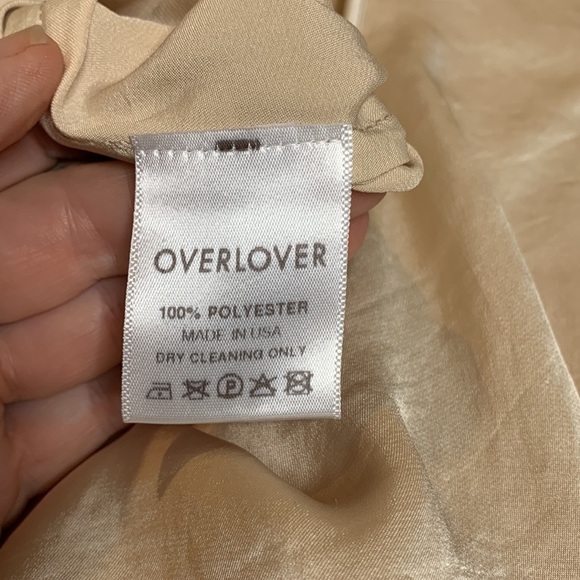 OVERLOVER
100% POLYESTER
MADE IN USA
DRY CLEANING ONLY
P